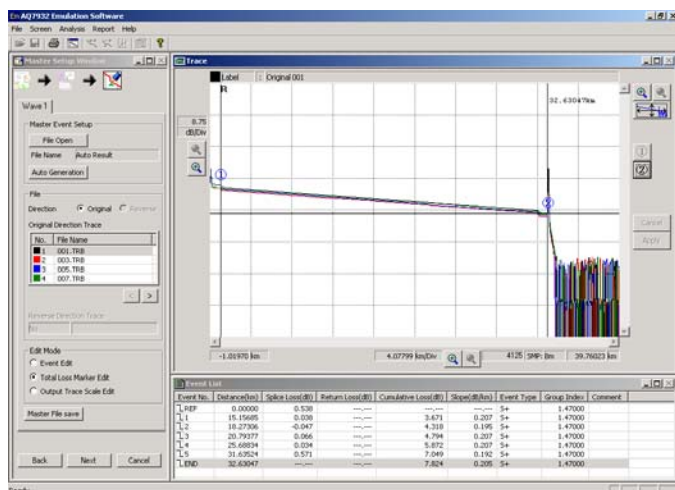 AQ7932 Emulation Software
File Screen Analysis Report Help
Master Setup Window
Wave 1
Master Event Setup
File Open
File Name Auto Result
Auto Generation
File
Direction Original Reverse
Original Direction Trace
No. File Name
1 001.TRB
2 003.TRB
3 005.TRB
4 007.TRB
< >
Reverse Direction Trace
No
Edit Mode
Event Edit
Total Loss Marker Edit
Output Trace Scale Edit
Master File save
Back Next Cancel
Trace
Label : Original 001
R
32.63047km
8.75
dB/Div
①
②
①
②
Cancel
Apply
-1.01970 km 4.07799 km/Div 4125 SMP: 8m 39.76023 km
Event List
Event No. Distance(km) Splice Loss(dB) Return Loss(dB) Cumulative Loss(dB) Slope(dB/km) Event Type Group Index Comment
REF 0.00000 0.538 ---.--- ---.--- ---.--- S+ 1.47000
1 15.15685 0.038 ---.--- 3.671 0.207 S+ 1.47000
2 18.27306 -0.047 ---.--- 4.318 0.195 S+ 1.47000
3 20.79377 0.066 ---.--- 4.794 0.207 S+ 1.47000
4 25.68834 0.034 ---.--- 5.872 0.207 S+ 1.47000
5 31.63524 0.571 ---.--- 7.049 0.192 S+ 1.47000
END 32.63047 ---.--- ---.--- 7.824 0.205 S+ 1.47000